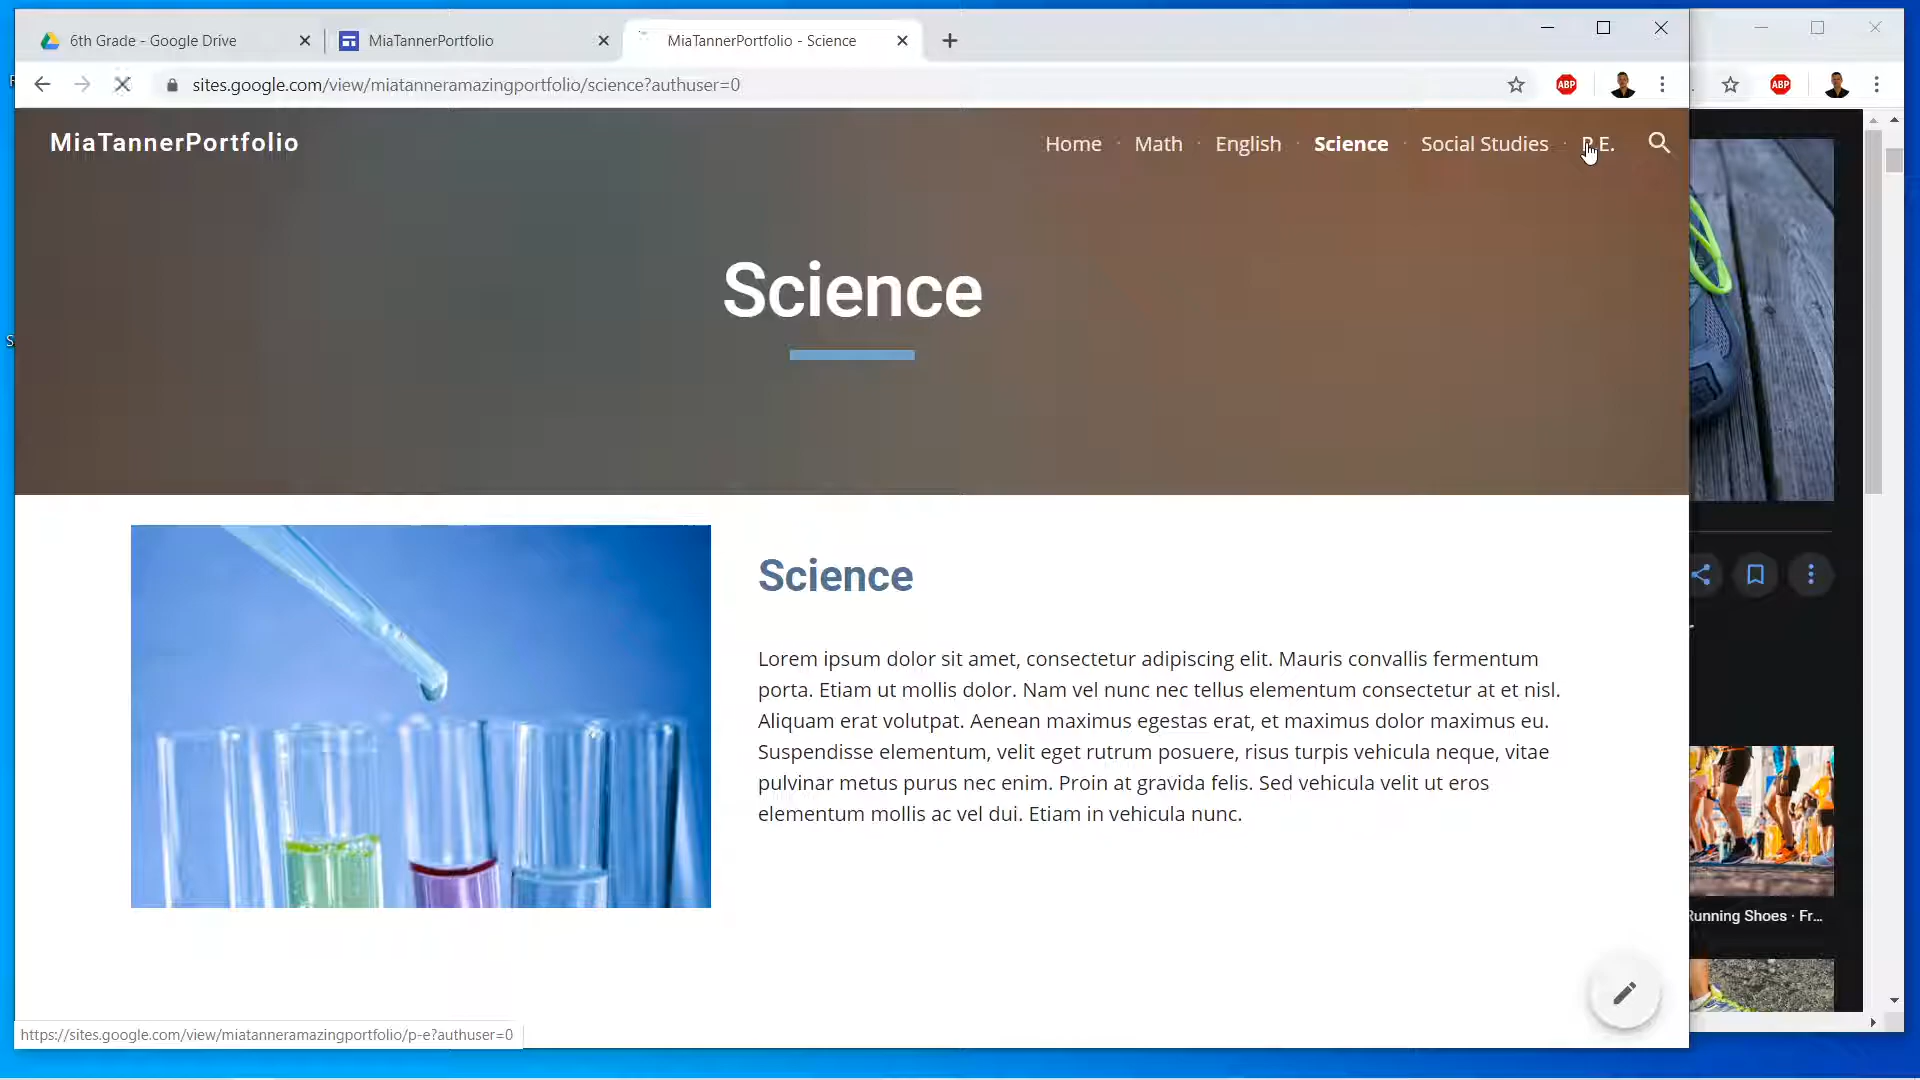 6th Grade - Google Drive
MiaTannerPortfolio
MiaTannerPortfolio - Science
sites.google.com/view/miatanneramazingportfolio/science?authuser=0
ABP
ABP
MiaTannerPortfolio
Home · Math · English · Science · Social Studies · P.E.
Science
Science
Lorem ipsum dolor sit amet, consectetur adipiscing elit. Mauris convallis fermentum
porta. Etiam ut mollis dolor. Nam vel nunc nec tellus elementum consectetur at et nisl.
Aliquam erat volutpat. Aenean maximus egestas erat, et maximus dolor maximus eu.
Suspendisse elementum, velit eget rutrum posuere, risus turpis vehicula neque, vitae
pulvinar metus purus nec enim. Proin at gravida felis. Sed vehicula velit ut eros
elementum mollis ac vel dui. Etiam in vehicula nunc.
Running Shoes · Fr...
https://sites.google.com/view/miatanneramazingportfolio/p-e?authuser=0